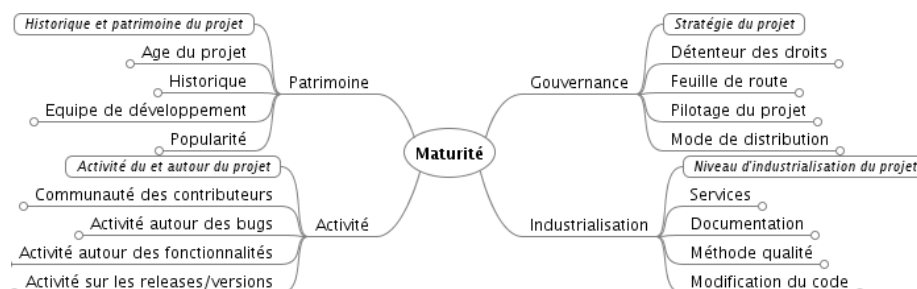 Historique et patrimoine du projet
Age du projet
Historique
Equipe de développement
Popularité
Patrimoine
Activité du et autour du projet
Communauté des contributeurs
Activité autour des bugs
Activité autour des fonctionnalités
Activité sur les releases/versions
Activité
Maturité
Stratégie du projet
Détenteur des droits
Feuille de route
Pilotage du projet
Mode de distribution
Gouvernance
Niveau d'industrialisation du projet
Services
Documentation
Méthode qualité
Modification du code
Industrialisation